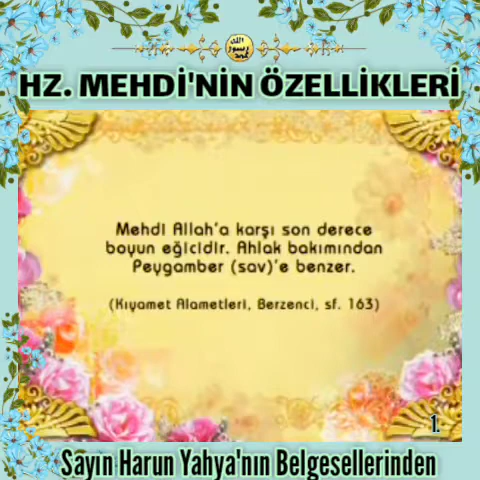 HZ. MEHDİ'NİN ÖZELLİKLERİ
Mehdi Allah'a karşı son derece
boyun eğicidir. Ahlak bakımından
Peygamber (sav)'e benzer.
(Kıyamet Alametleri, Berzenci, sf. 163)
1.
Sayın Harun Yahya'nın Belgesellerinden